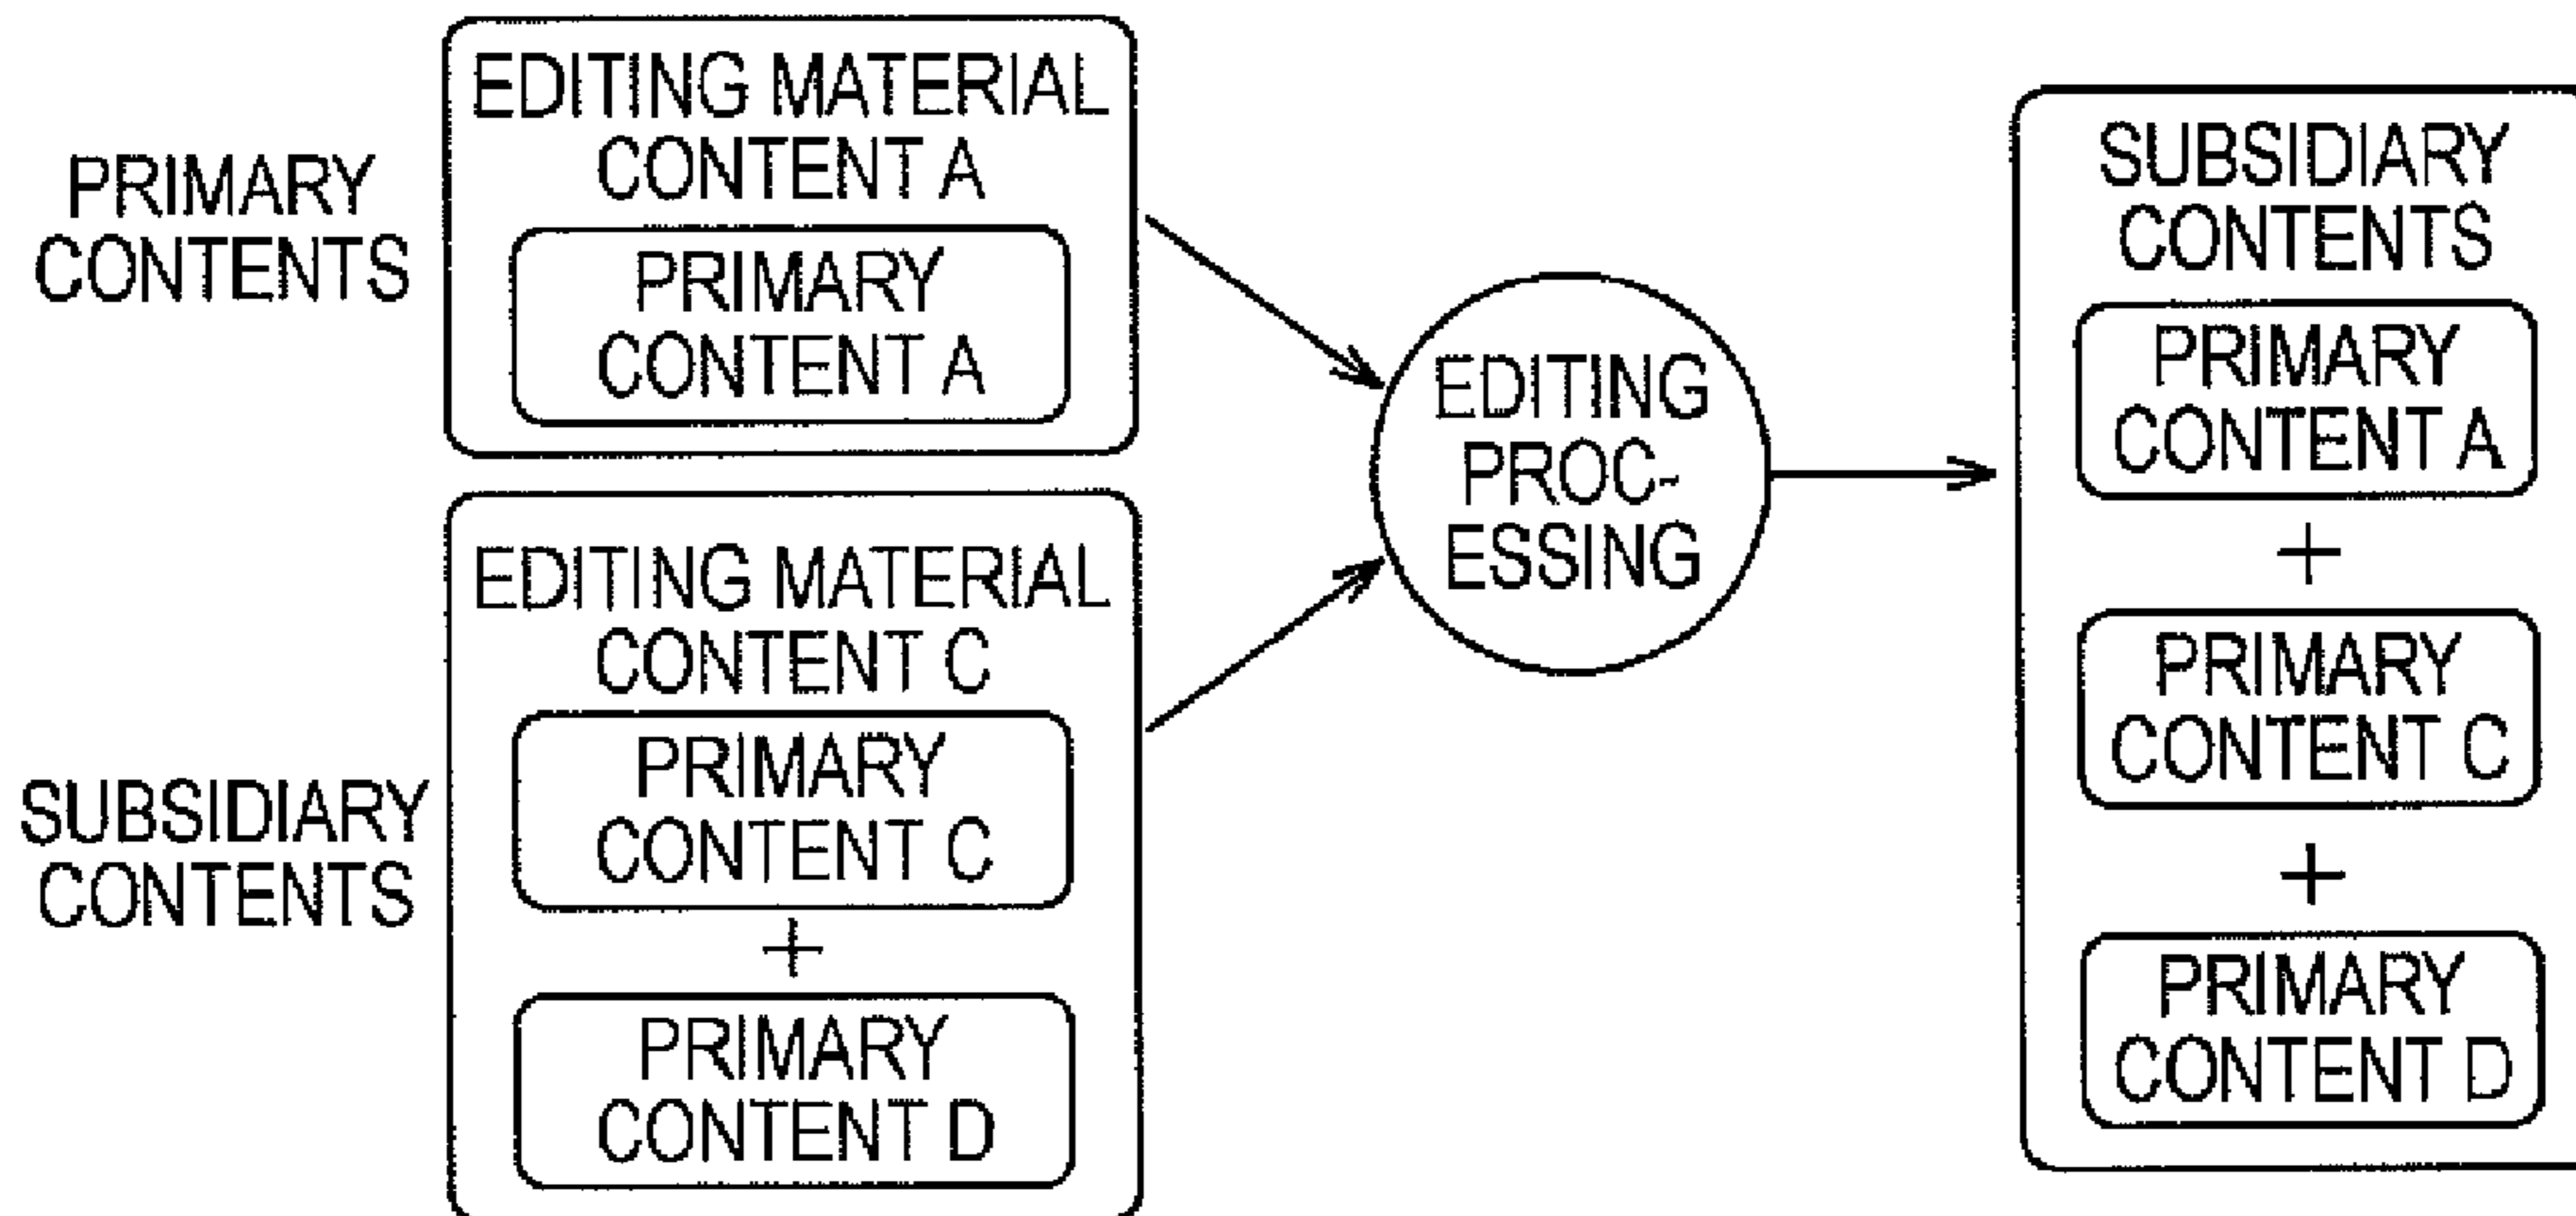 PRIMARY
CONTENTS
EDITING MATERIAL
CONTENT A
PRIMARY
CONTENT A
SUBSIDIARY
CONTENTS
EDITING MATERIAL
CONTENT C
PRIMARY
CONTENT C
+
PRIMARY
CONTENT D
EDITING
PROC-
ESSING
SUBSIDIARY
CONTENTS
PRIMARY
CONTENT A
+
PRIMARY
CONTENT C
+
PRIMARY
CONTENT D